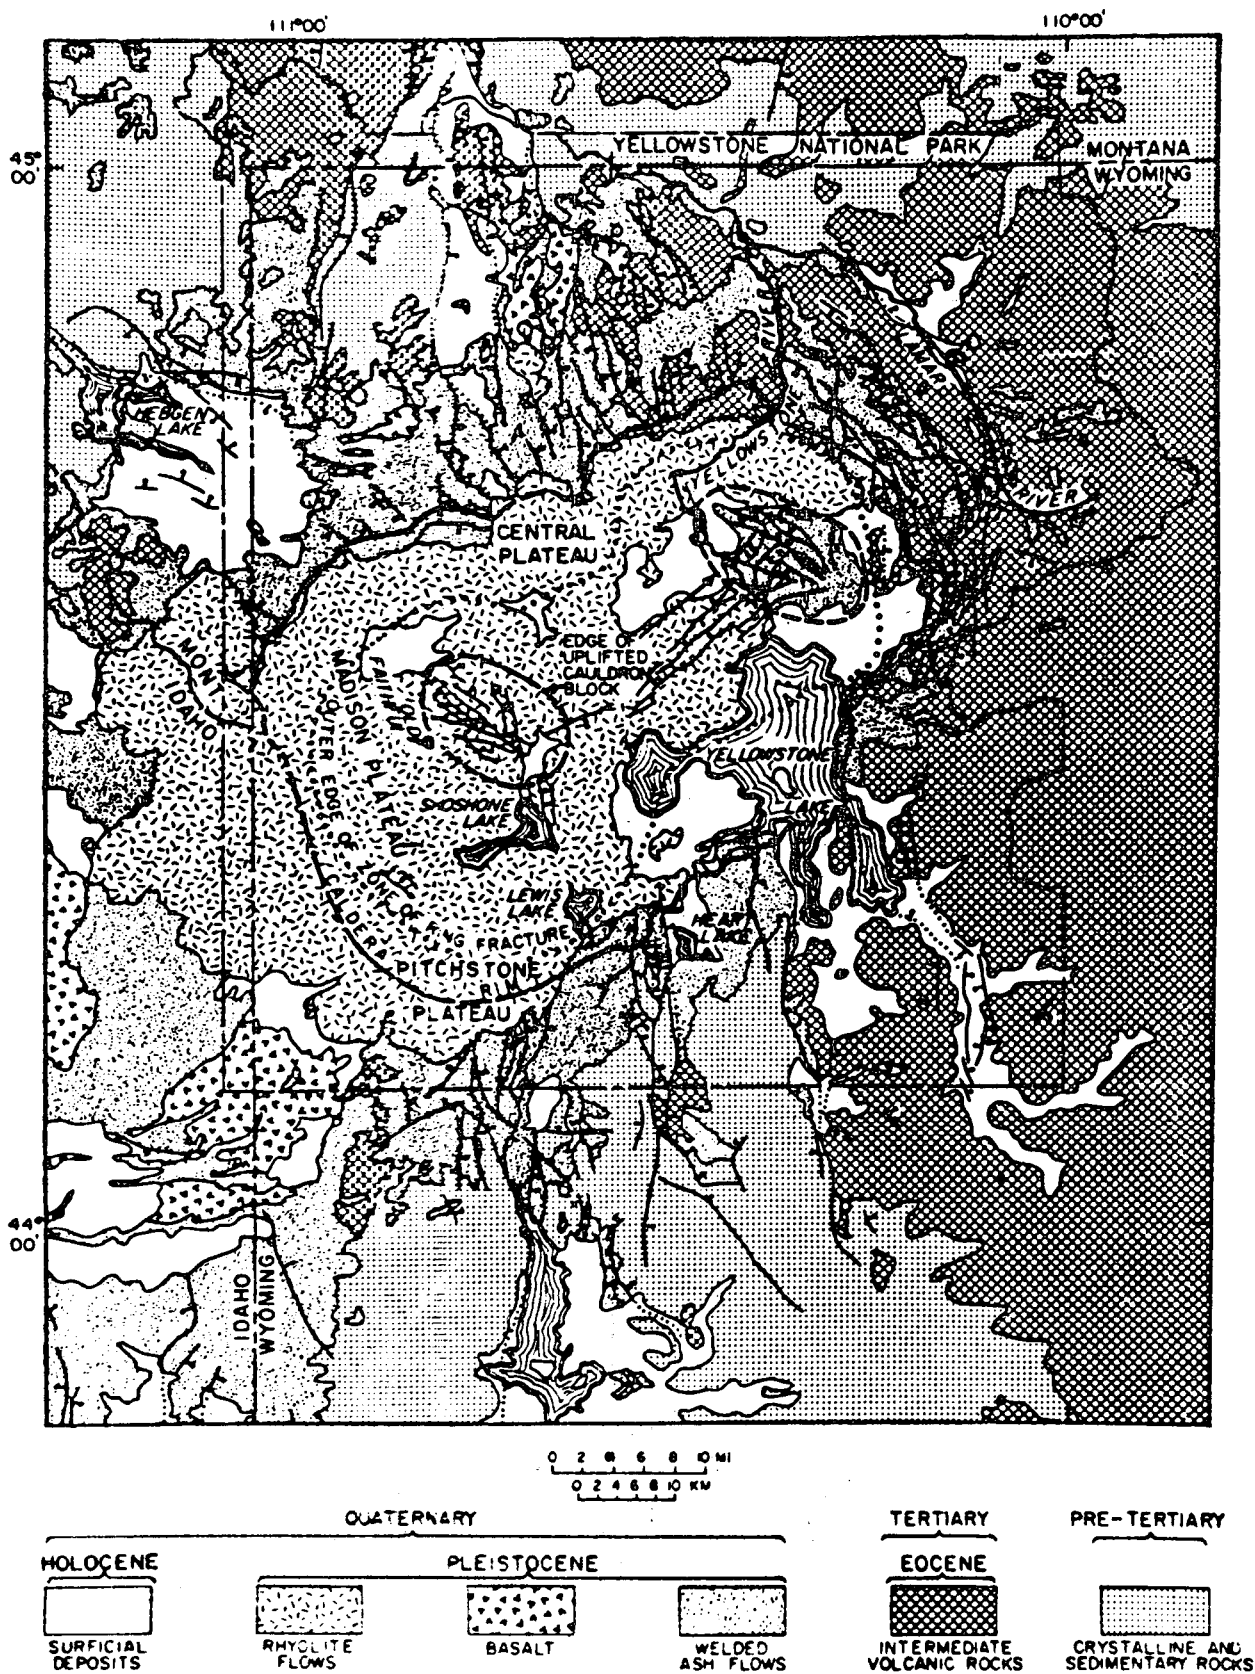 111°00'
110°00'
45°
00'
YELLOWSTONE NATIONAL PARK
MONTANA
WYOMING
RIVER
LAMAR
HEBGEN
LAKE
YELLOWS
RIVER
CENTRAL
PLATEAU
EDGE OF
UPLIFTED
CAULDRON
BLOCK
MONT
IDAHO
MADISON PLATEAU
OUTER EDGE OF
RING FRACTURE
CALDERA
RIM
YELLOWSTONE
LAKE
SHOSHONE
LAKE
LEWIS
LAKE
HEART
LAKE
PITCHSTONE
PLATEAU
44°
00'
IDAHO
WYOMING
0 2 6 8 10 MI
0 2 4 6 8 10 KM
QUATERNARY
TERTIARY
PRE-TERTIARY
HOLOCENE
PLEISTOCENE
EOCENE
SURFICIAL
DEPOSITS
RHYOLITE
FLOWS
BASALT
WELDED
ASH FLOWS
INTERMEDIATE
VOLCANIC ROCKS
CRYSTALLINE AND
SEDIMENTARY ROCKS